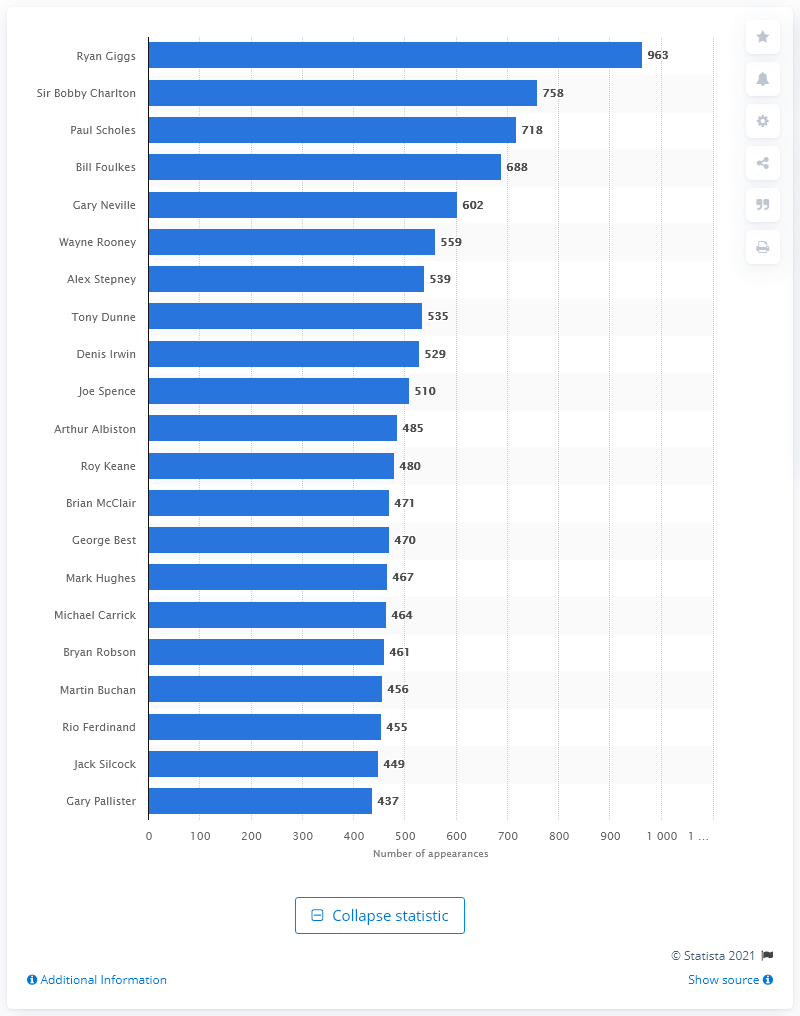 Ryan Giggs 963
Sir Bobby Charlton 758
Paul Scholes 718
Bill Foulkes 688
Gary Neville 602
Wayne Rooney 559
Alex Stepney 539
Tony Dunne 535
Denis Irwin 529
Joe Spence 510
Arthur Albiston 485
Roy Keane 480
Brian McClair 471
George Best 470
Mark Hughes 467
Michael Carrick 464
Bryan Robson 461
Martin Buchan 456
Rio Ferdinand 455
Jack Silcock 449
Gary Pallister 437
0 100 200 300 400 500 600 700 800 900 1 000 1 ...
Number of appearances
Collapse statistic
© Statista 2021
Additional Information Show source